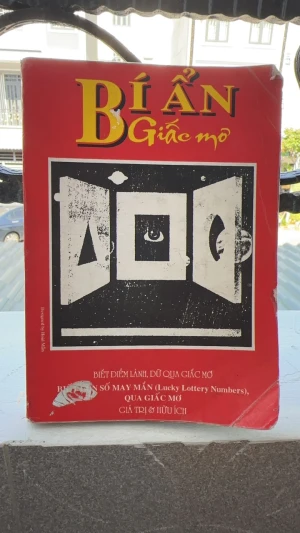 BÍ ẨN
Giấc mơ
BIẾT ĐIỀM LÀNH, DỮ QUA GIẤC MƠ
SỐ MAY MẮN (Lucky Lottery Numbers),
QUA GIẤC MƠ
GIÁ TRỊ & HỮU ÍCH